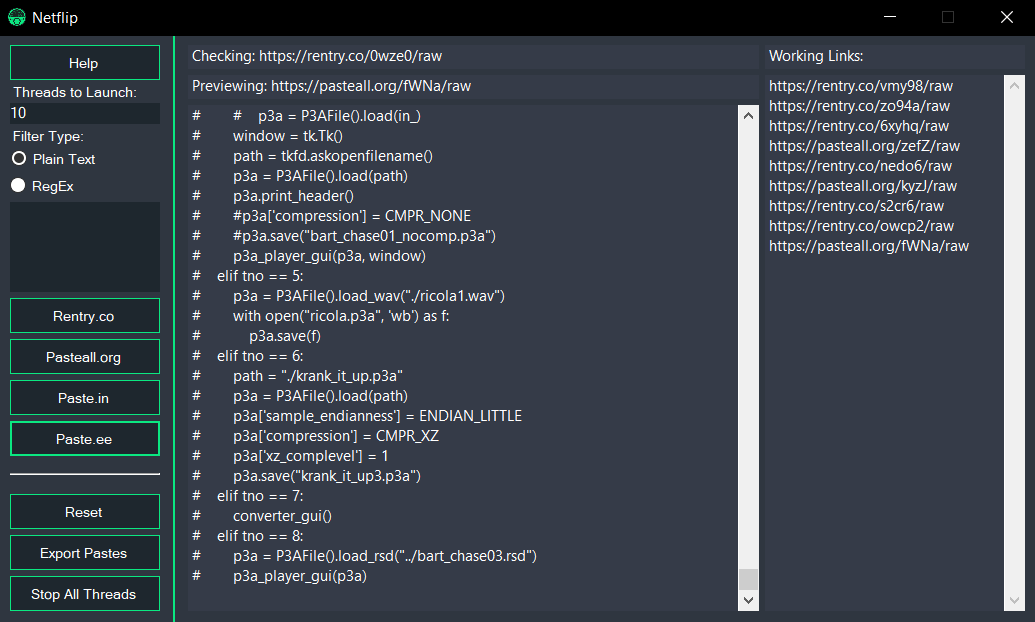 Netflip
Help
Threads to Launch:
10
Filter Type:
Plain Text
RegEx
Rentry.co
Pasteall.org
Paste.in
Paste.ee
Reset
Export Pastes
Stop All Threads
Checking: https://rentry.co/0wze0/raw
Previewing: https://pasteall.org/fWNa/raw
#        #    p3a = P3AFile().load(in_)
#        window = tk.Tk()
#        path = tkfd.askopenfilename()
#        p3a = P3AFile().load(path)
#        p3a.print_header()
#        #p3a['compression'] = CMPR_NONE
#        #p3a.save("bart_chase01_nocomp.p3a")
#        p3a_player_gui(p3a, window)
#    elif tno == 5:
#        p3a = P3AFile().load_wav("./ricola1.wav")
#        with open("ricola.p3a", 'wb') as f:
#            p3a.save(f)
#    elif tno == 6:
#        path = "./krank_it_up.p3a"
#        p3a = P3AFile().load(path)
#        p3a['sample_endianness'] = ENDIAN_LITTLE
#        p3a['compression'] = CMPR_XZ
#        p3a['xz_complevel'] = 1
#        p3a.save("krank_it_up3.p3a")
#    elif tno == 7:
#        converter_gui()
#    elif tno == 8:
#        p3a = P3AFile().load_rsd("../bart_chase03.rsd")
#        p3a_player_gui(p3a)
Working Links:
https://rentry.co/vmy98/raw
https://rentry.co/zo94a/raw
https://rentry.co/6xyhq/raw
https://pasteall.org/zefZ/raw
https://rentry.co/nedo6/raw
https://pasteall.org/kyzJ/raw
https://rentry.co/s2cr6/raw
https://rentry.co/owcp2/raw
https://pasteall.org/fWNa/raw